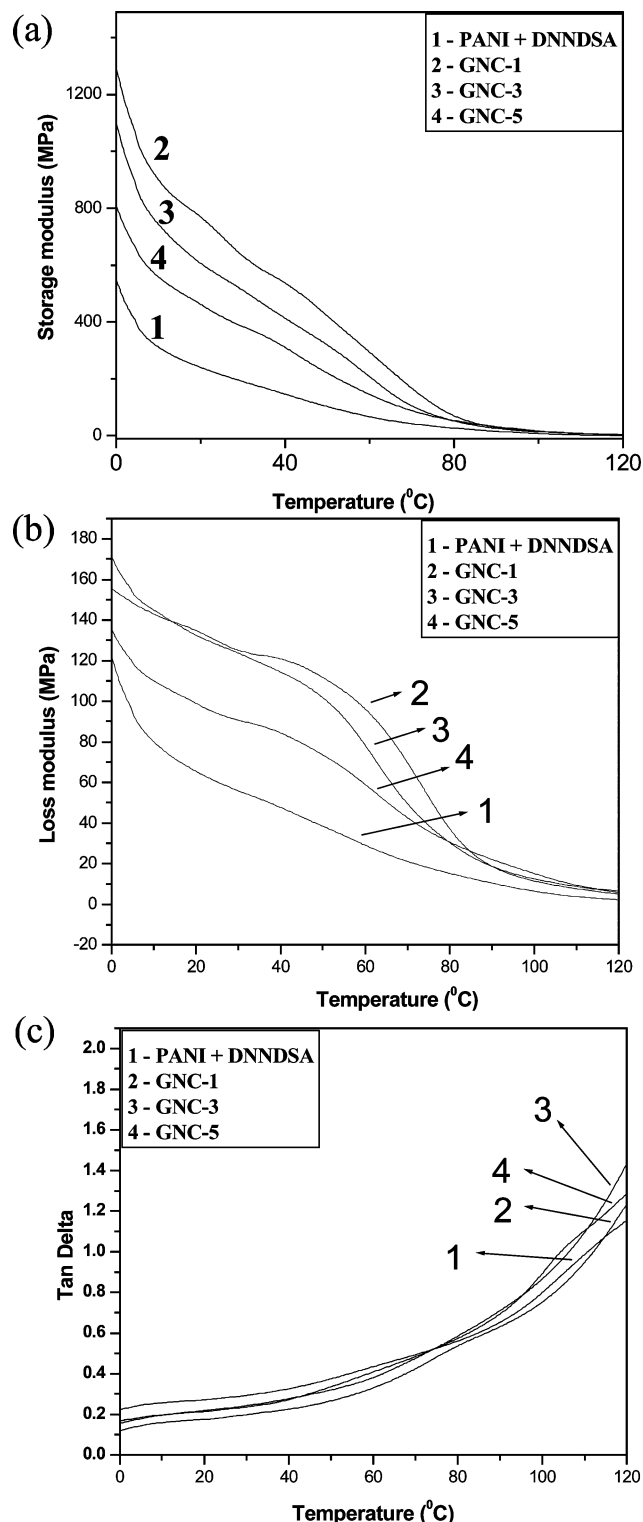 (a)
1 - PANI + DNNDSA
2 - GNC-1
3 - GNC-3
4 - GNC-5
Storage modulus (MPa)
1200
800
400
0
2
3
4
1
0
40
80
120
Temperature (⁰C)
(b)
1 - PANI + DNNDSA
2 - GNC-1
3 - GNC-3
4 - GNC-5
Loss modulus (MPa)
180
160
140
120
100
80
60
40
20
0
-20
2
3
4
1
0
20
40
60
80
100
120
Temperature (⁰C)
(c)
1 - PANI + DNNDSA
2 - GNC-1
3 - GNC-3
4 - GNC-5
Tan Delta
2.0
1.8
1.6
1.4
1.2
1.0
0.8
0.6
0.4
0.2
0.0
3
4
2
1
0
20
40
60
80
100
120
Temperature (⁰C)